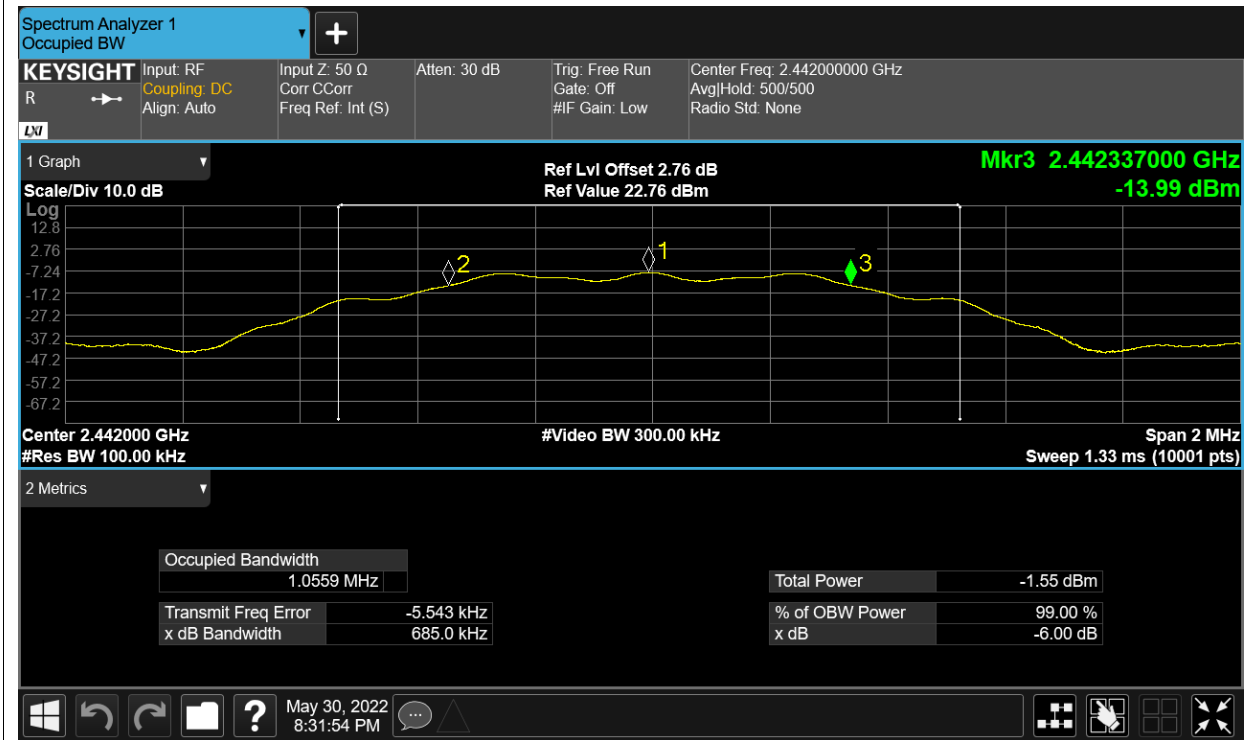 Spectrum Analyzer 1
Occupied BW
KEYSIGHT
R
LXI
Input: RF
Coupling: DC
Align: Auto
Input Z: 50 Ω
Corr CCorr
Freq Ref: Int (S)
Atten: 30 dB
Trig: Free Run
Gate: Off
#IF Gain: Low
Center Freq: 2.442000000 GHz
Avg|Hold: 500/500
Radio Std: None
1 Graph
Scale/Div 10.0 dB
Ref Lvl Offset 2.76 dB
Ref Value 22.76 dBm
Mkr3 2.442337000 GHz
-13.99 dBm
Log
12.8
2.76
-7.24
-17.2
-27.2
-37.2
-47.2
-57.2
-67.2
2
1
3
Center 2.442000 GHz
#Video BW 300.00 kHz
Span 2 MHz
#Res BW 100.00 kHz
Sweep 1.33 ms (10001 pts)
2 Metrics
Occupied Bandwidth
1.0559 MHz
Total Power -1.55 dBm
Transmit Freq Error -5.543 kHz
% of OBW Power 99.00 %
x dB Bandwidth 685.0 kHz
x dB -6.00 dB
?
May 30, 2022
8:31:54 PM